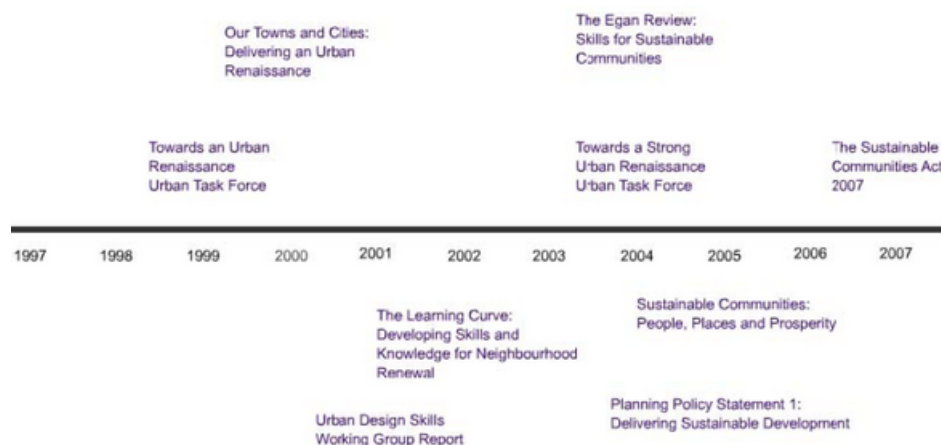 Our Towns and Cities:
Delivering an Urban
Renaissance
The Egan Review:
Skills for Sustainable
Communities
Towards an Urban
Renaissance
Urban Task Force
Towards a Strong
Urban Renaissance
Urban Task Force
The Sustainable
Communities Act
2007
1997 1998 1999 2000 2001 2002 2003 2004 2005 2006 2007
The Learning Curve:
Developing Skills and
Knowledge for Neighbourhood
Renewal
Sustainable Communities:
People, Places and Prosperity
Urban Design Skills
Working Group Report
Planning Policy Statement 1:
Delivering Sustainable Development